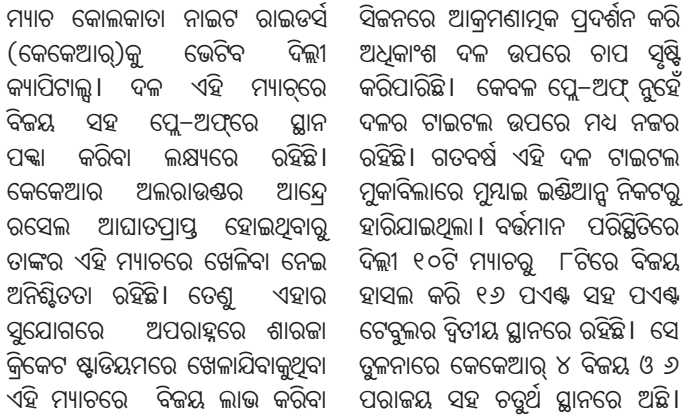 ମ୍ୟାଚ କୋଲକାତା ନାଇଟ ରାଇଡର୍ସ
(କେକେଆର)କୁ ଭେଟିବ ଦିଲ୍ଲୀ
କ୍ୟାପିଟାଲ୍ସ। ଦଳ ଏହି ମ୍ୟାଚ୍‌ରେ
ବିଜୟ ସହ ପ୍ଲେ-ଅଫ୍‌ରେ ସ୍ଥାନ
ପକ୍କା କରିବା ଲକ୍ଷ୍ୟରେ ରହିଛି।
କେକେଆର ଅଲରାଉଣ୍ଡର ଆନ୍ଦ୍ରେ
ରସେଲ ଆଘାତପ୍ରାପ୍ତ ହୋଇଥିବାରୁ
ତାଙ୍କର ଏହି ମ୍ୟାଚରେ ଖେଳିବା ନେଇ
ଅନିଶ୍ଚିତତା ରହିଛି। ତେଣୁ ଏହାର
ସୁଯୋଗରେ ଅପରାହ୍ନରେ ଶାରଜା
କ୍ରିକେଟ ଷ୍ଟାଡିୟମରେ ଖେଳାଯିବାକୁଥିବା
ଏହି ମ୍ୟାଚରେ ବିଜୟ ଲାଭ କରିବା
ସିଜନରେ ଆକ୍ରମଣାତ୍ମକ ପ୍ରଦର୍ଶନ କରି
ଅଧିକାଂଶ ଦଳ ଉପରେ ଚାପ ସୃଷ୍ଟି
କରିପାରିଛି। କେବଳ ପ୍ଲେ-ଅଫ୍ ନୁହେଁ
ଦଳର ଟାଇଟଲ ଉପରେ ମଧ୍ୟ ନଜର
ରହିଛି। ଗତବର୍ଷ ଏହି ଦଳ ଟାଇଟଲ
ମୁକାବିଲାରେ ମୁମ୍ବାଇ ଇଣ୍ଡିଆନ୍ସ ନିକଟରୁ
ହାରିଯାଇଥିଲା। ବର୍ତ୍ତମାନ ପରିସ୍ଥିତିରେ
ଦିଲ୍ଲୀ ୧୦ଟି ମ୍ୟାଚରୁ ୮ଟିରେ ବିଜୟ
ହାସଲ କରି ୧୬ ପଏଣ୍ଟ ସହ ପଏଣ୍ଟ
ଟେବୁଲର ଦ୍ୱିତୀୟ ସ୍ଥାନରେ ରହିଛି। ସେ
ତୁଳନାରେ କେକେଆର୍ ୪ ବିଜୟ ଓ ୬
ପରାଜୟ ସହ ଚତୁର୍ଥ ସ୍ଥାନରେ ଅଛି।